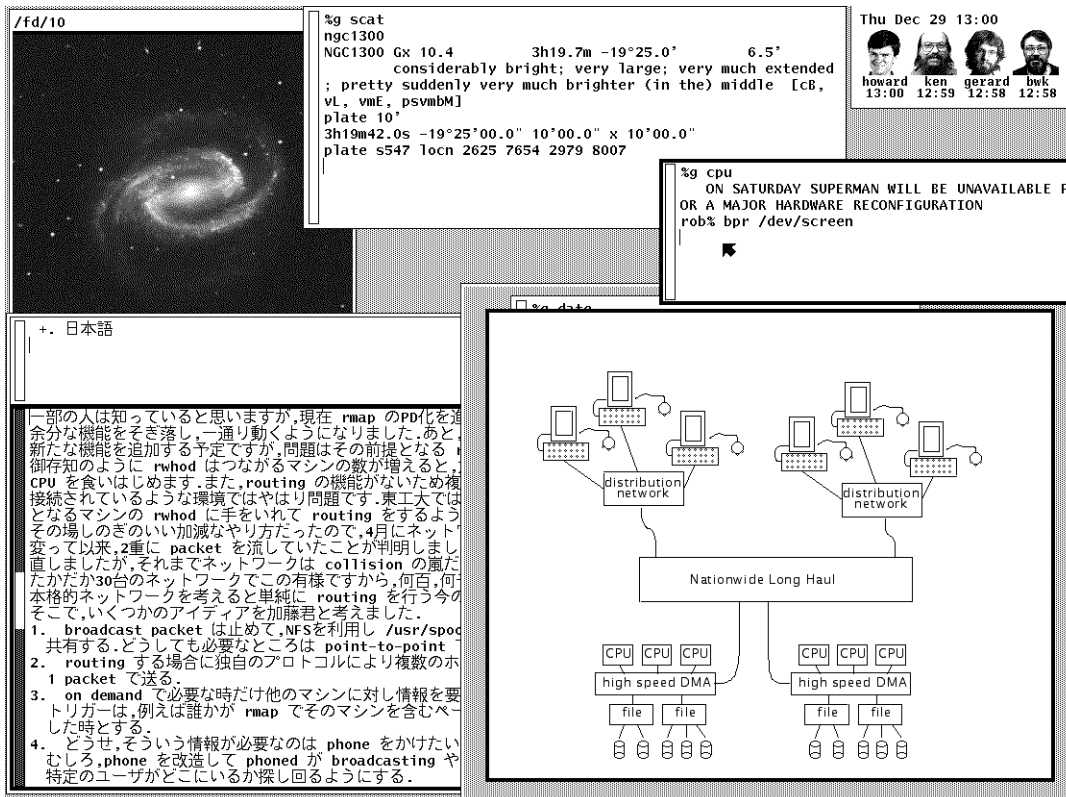 /fd/10
%g scat
ngc1300
NGC1300 Gx 10.4 3h19.7m -19°25.0' 6.5'
considerably bright; very large; very much extended
; pretty suddenly very much brighter (in the) middle [cB,
vL, vmE, psvmbM]
plate 10'
3h19m42.0s -19°25'00.0" 10'00.0" x 10'00.0"
plate s547 locn 2625 7654 2979 8007
Thu Dec 29 13:00
howard ken gerard bwk
13:00 12:59 12:58 12:58
%g cpu
ON SATURDAY SUPERMAN WILL BE UNAVAILABLE F
OR A MAJOR HARDWARE RECONFIGURATION
rob% bpr /dev/screen
%g date
+. 日本語
一部の人は知っていると思いますが,現在 rmap のPD化を進
余分な機能をそぎ落し,一通り動くようになりました.あと,
新たな機能を追加する予定ですが,問題はその前提となる r
御存知のように rwhod はつながるマシンの数が増えると,
CPU を食いはじめます.また,routing の機能がないため複
接続されているような環境ではやはり問題です.東工大では
となるマシンの rwhod に手をいれて routing をするよう
その場しのぎのいい加減なやり方だったので,4月にネット
変って以来,2重に packet を流していたことが判明しまし
直しましたが,それまでネットワークは collision の嵐だ
たかだか30台のネットワークでこの有様ですから,何百,何
本格的ネットワークを考えると単純に routing を行う今の
そこで,いくつかのアイディアを加藤君と考えました.
1. broadcast packet は止めて,NFSを利用し /usr/spoo
共有する.どうしても必要なところは point-to-point
2. routing する場合に独自のプロトコルにより複数のホ
1 packet で送る.
3. on demand で必要な時だけ他のマシンに対し情報を要
トリガーは,例えば誰かが rmap でそのマシンを含むペー
した時とする.
4. どうせ,そういう情報が必要なのは phone をかけたい
むしろ,phone を改造して phoned が broadcasting や
特定のユーザがどこにいるか探し回るようにする.
distribution
network
distribution
network
Nationwide Long Haul
CPU CPU CPU
high speed DMA
file file
CPU CPU CPU
high speed DMA
file file